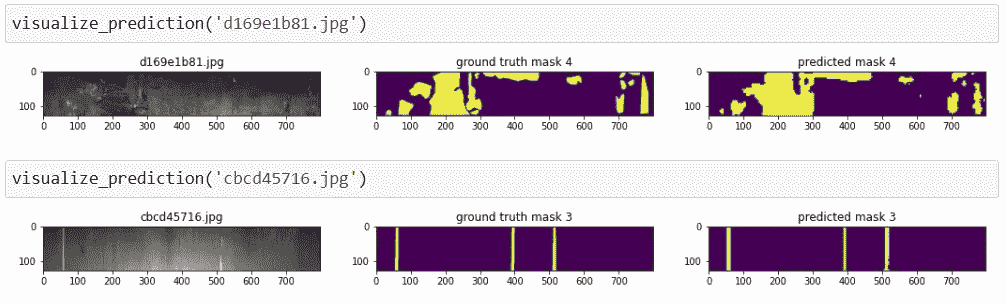 visualize_prediction('d169e1b81.jpg')
d169e1b81.jpg ground truth mask 4 predicted mask 4
0 0 0
100 100 100
0 100 200 300 400 500 600 700 0 100 200 300 400 500 600 700 0 100 200 300 400 500 600 700
visualize_prediction('cbcd45716.jpg')
cbcd45716.jpg ground truth mask 3 predicted mask 3
0 0 0
100 100 100
0 100 200 300 400 500 600 700 0 100 200 300 400 500 600 700 0 100 200 300 400 500 600 700